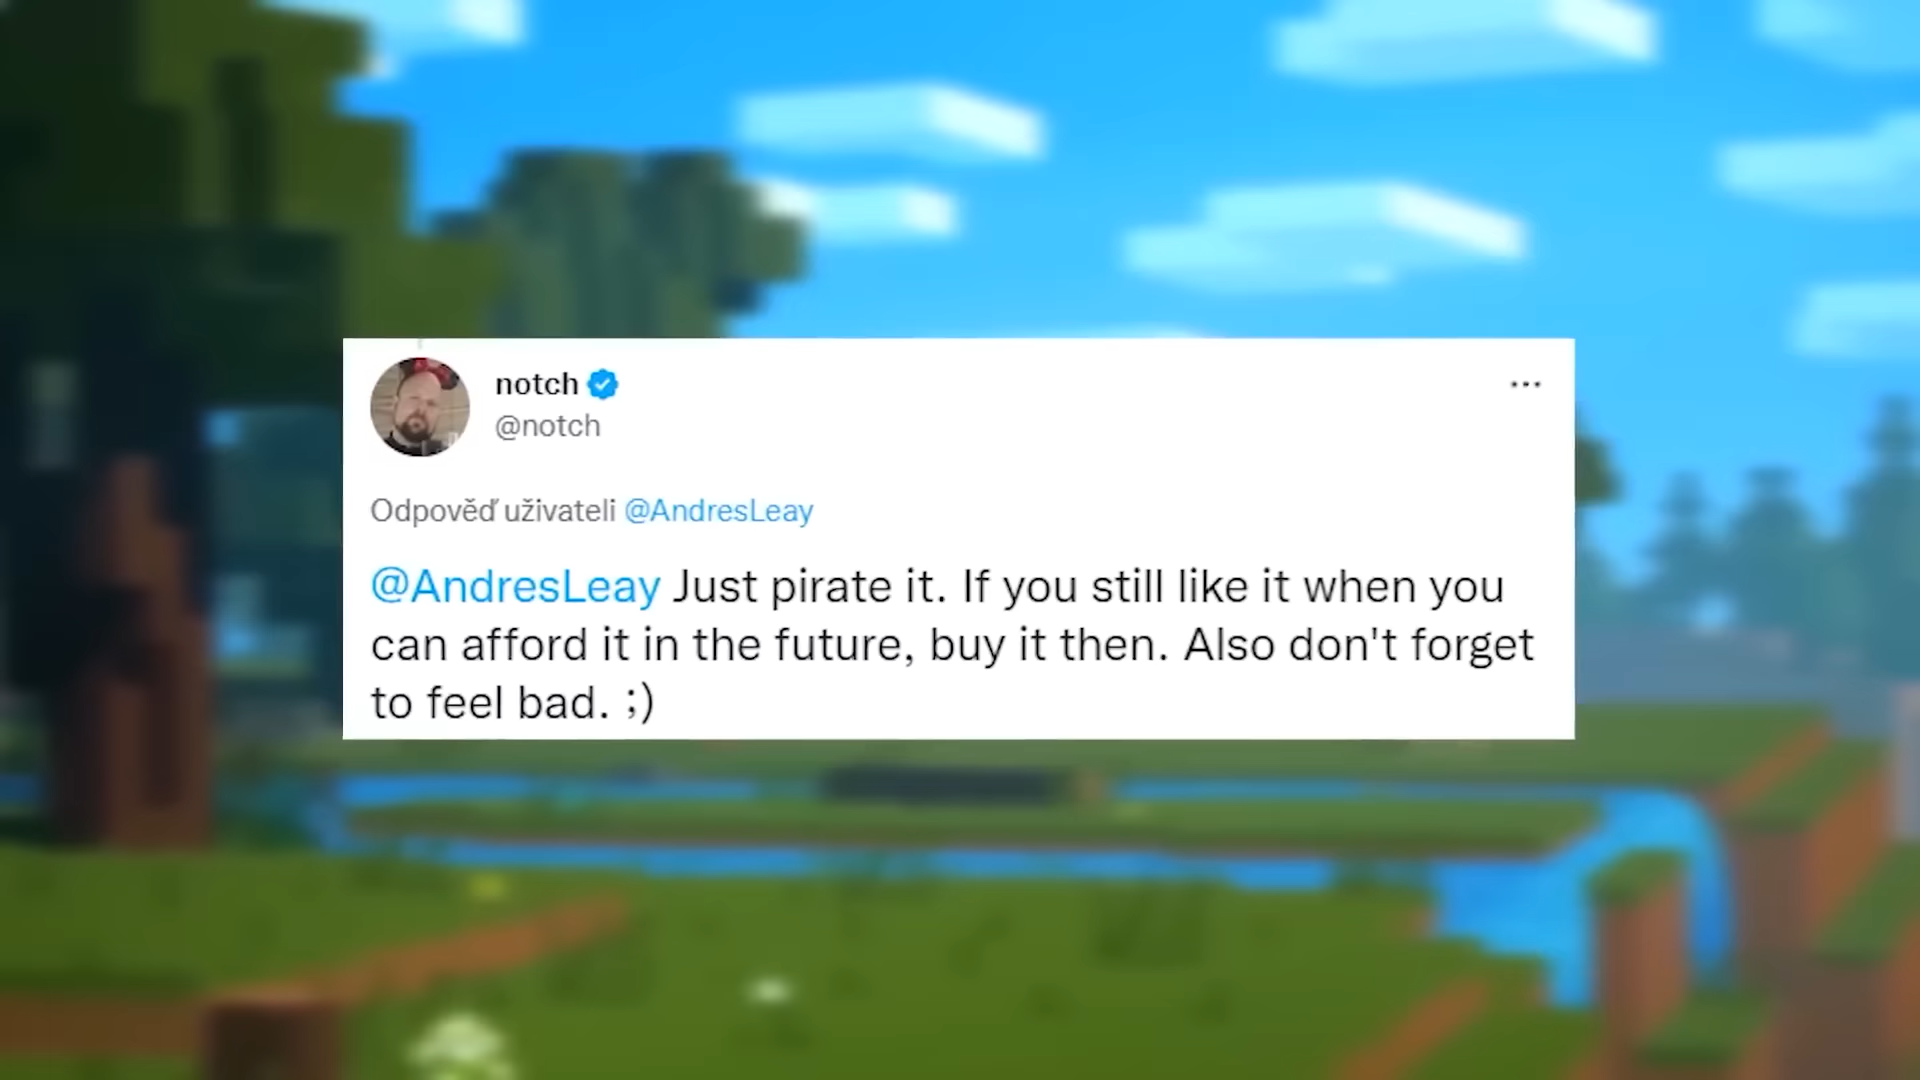 notch
@notch
Odpověď uživateli @AndresLeay
@AndresLeay Just pirate it. If you still like it when you
can afford it in the future, buy it then. Also don't forget
to feel bad. ;)